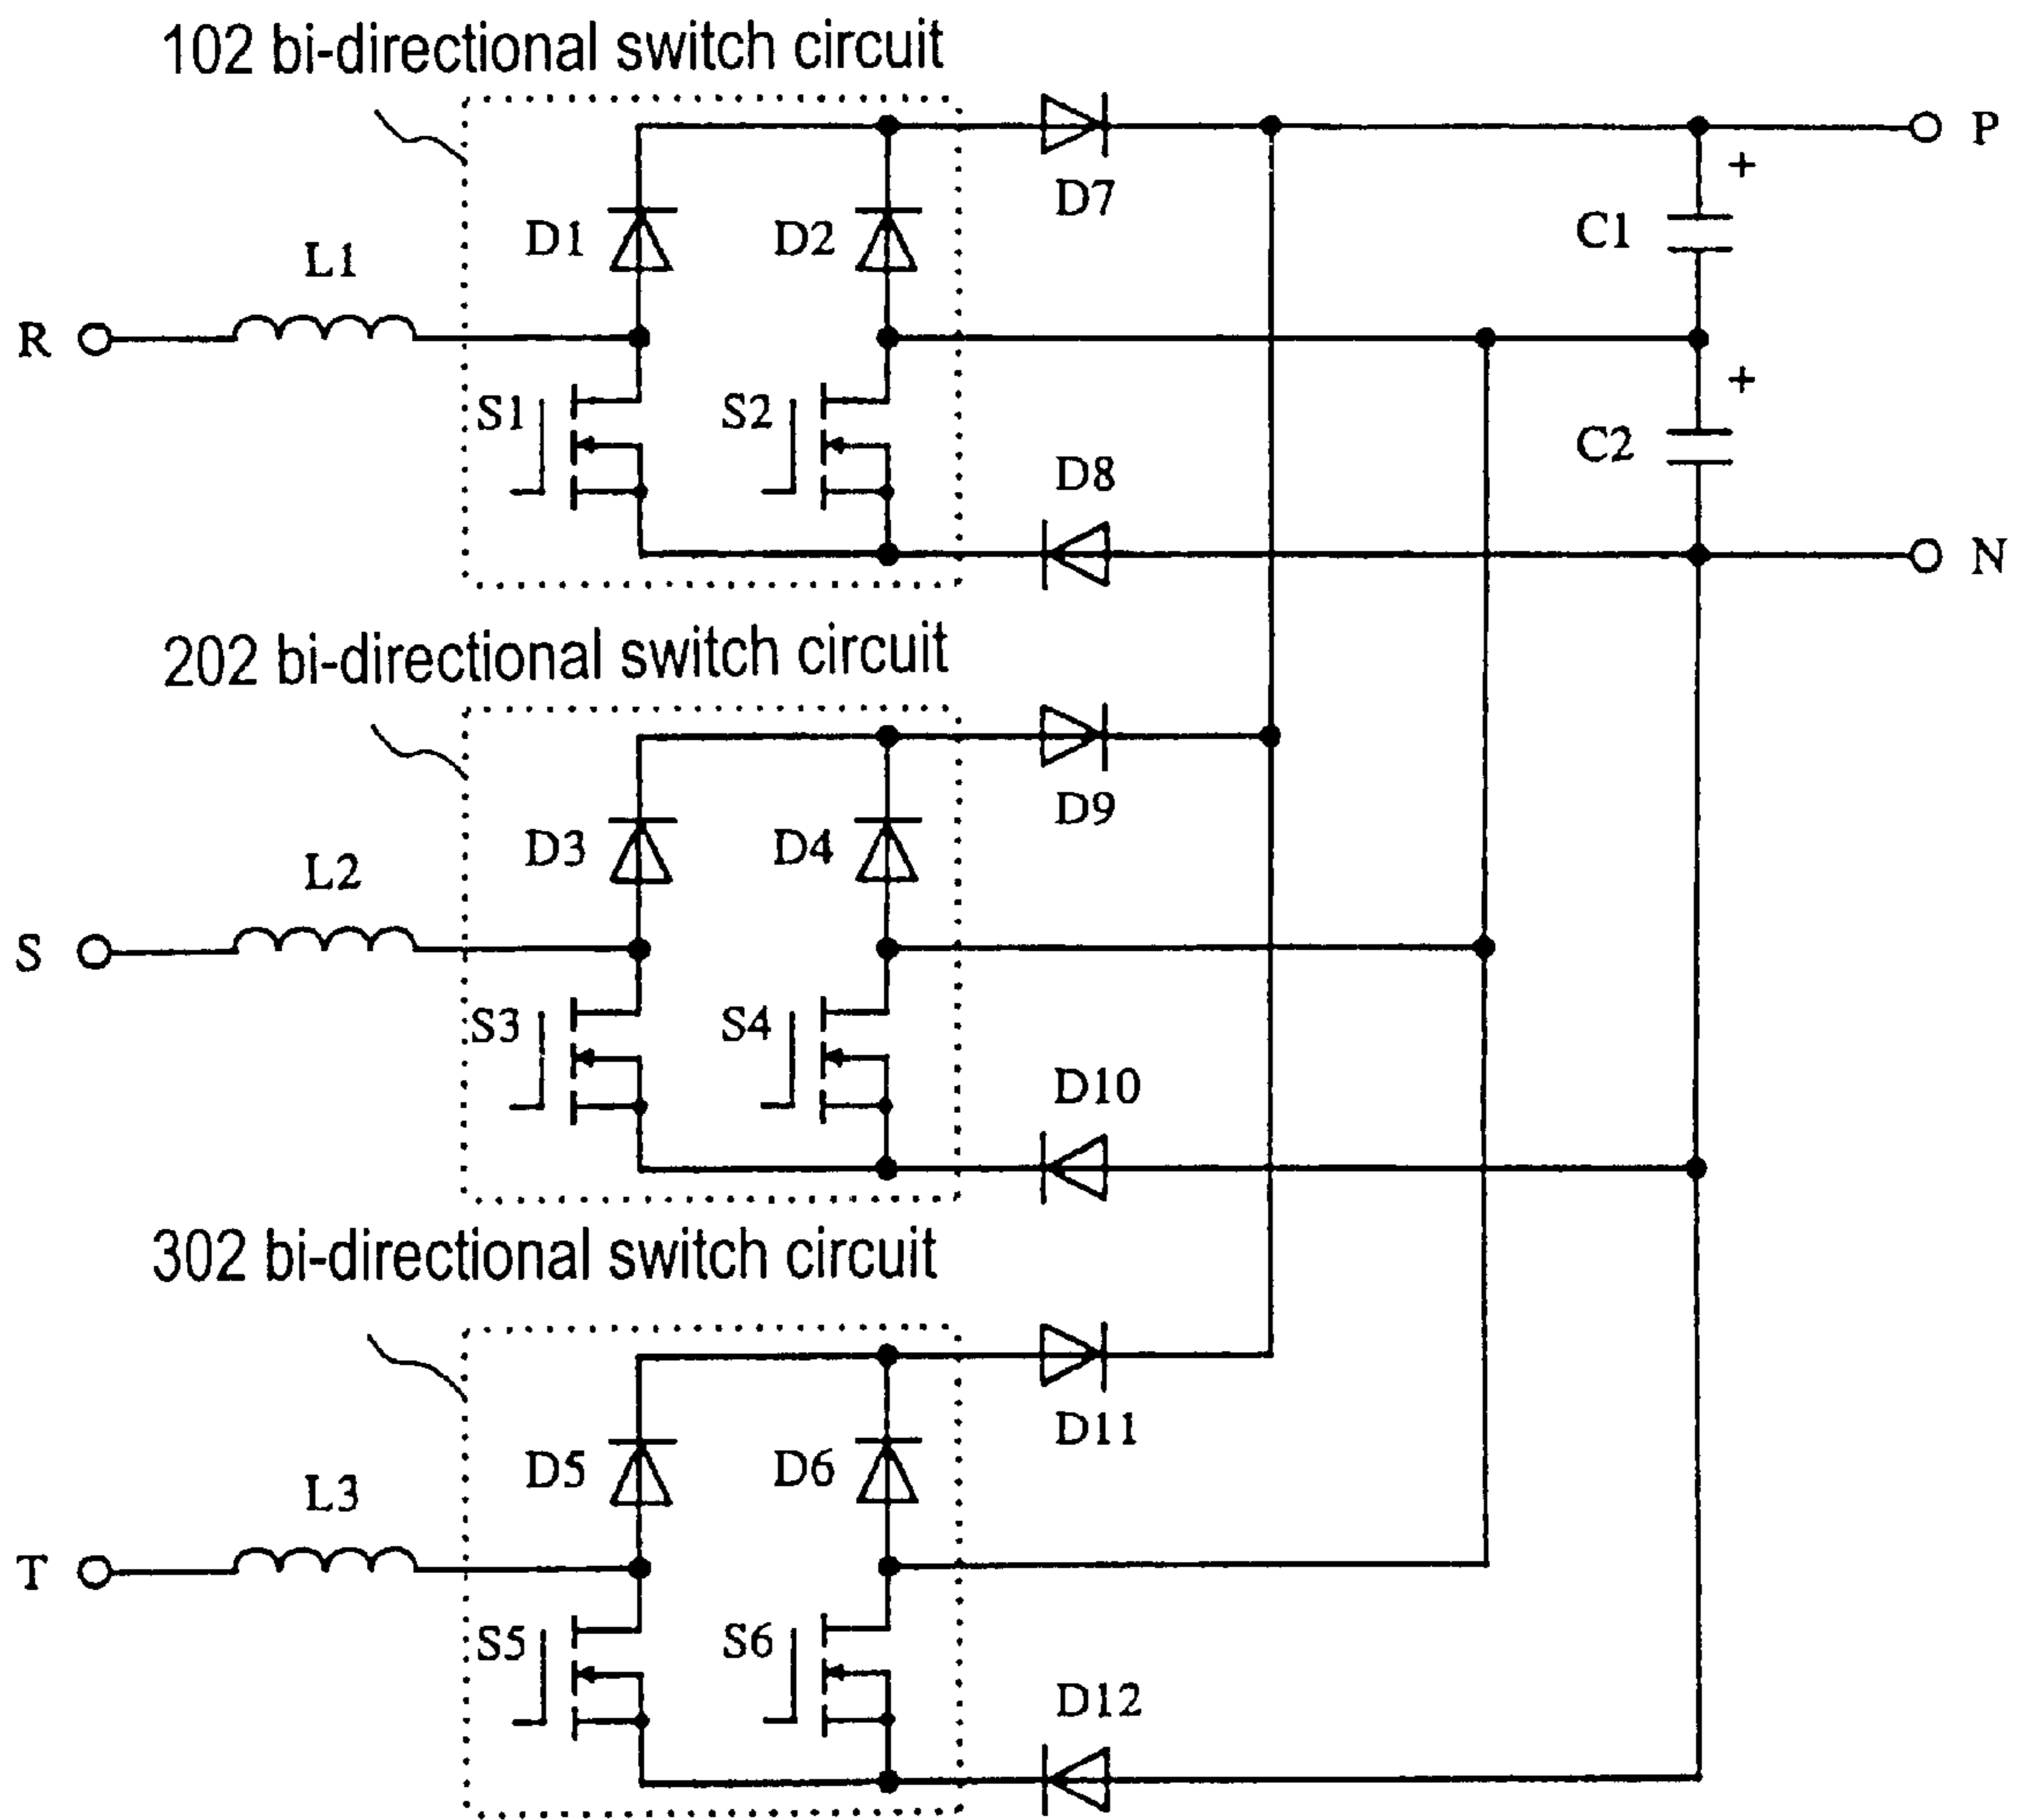 102 bi-directional switch circuit
P
+
D7
D1
D2
C1
L1
R
+
S1
S2
C2
D8
N
202 bi-directional switch circuit
D9
D3
D4
L2
S
S3
S4
D10
302 bi-directional switch circuit
D11
D5
D6
L3
T
S5
S6
D12